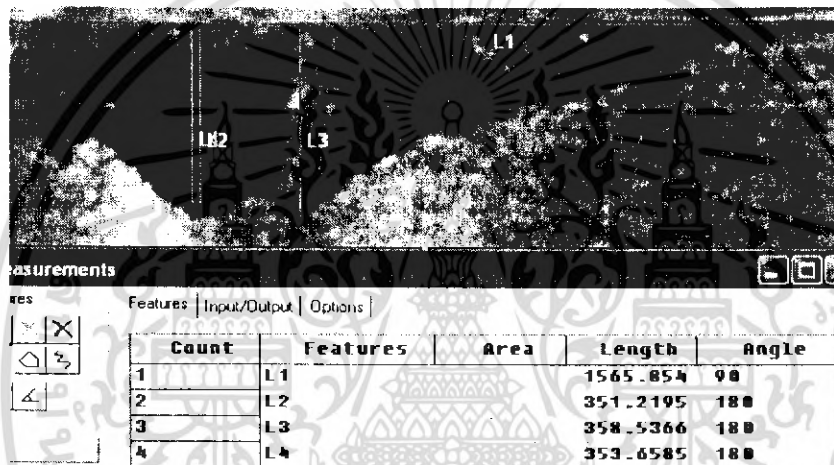 L1
L3
easurements
res
Features | Input/Output | Options
Count Features Area Length Angle
1 L1 1565.854 90
2 L2 351.2195 180
3 L3 358.5366 180
4 L4 353.6585 180